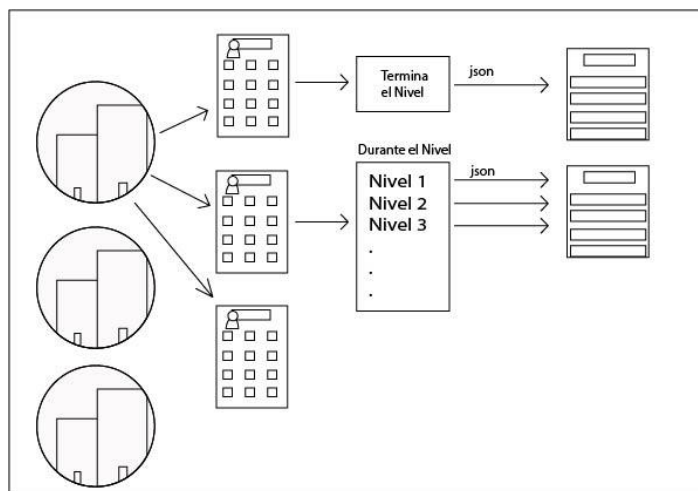 Termina
el Nivel
json
Durante el Nivel
Nivel 1
json
Nivel 2
Nivel 3
.
.
.